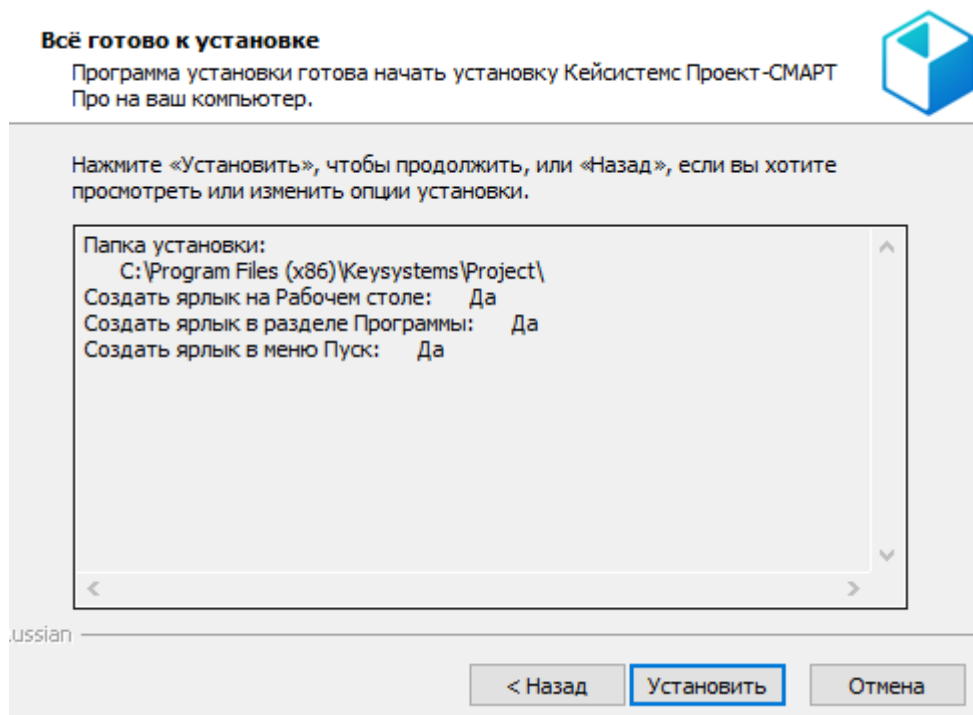 Всё готово к установке
Программа установки готова начать установку Кейсистемс Проект-СМАРТ
Про на ваш компьютер.
Нажмите «Установить», чтобы продолжить, или «Назад», если вы хотите
просмотреть или изменить опции установки.
Папка установки:
C:\Program Files (x86)\Keysystems\Project\
Создать ярлык на Рабочем столе: Да
Создать ярлык в разделе Программы: Да
Создать ярлык в меню Пуск: Да
ussian
< Назад Установить Отмена